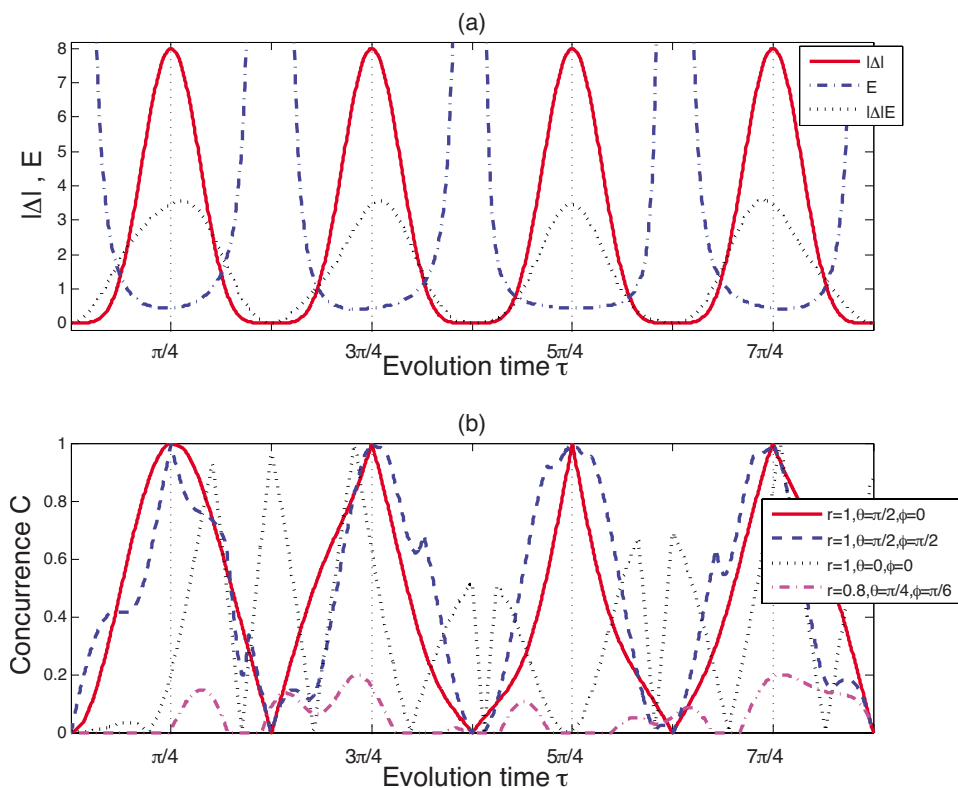 (a)
8
7
6
5
4
3
2
1
0
|Δ| , E
|Δ|
E
|Δ|E
π/4
3π/4
5π/4
7π/4
Evolution time τ
(b)
1
0.8
0.6
0.4
0.2
0
Concurrence C
r=1,θ=π/2,ϕ=0
r=1,θ=π/2,ϕ=π/2
r=1,θ=0,ϕ=0
r=0.8,θ=π/4,ϕ=π/6
π/4
3π/4
5π/4
7π/4
Evolution time τ